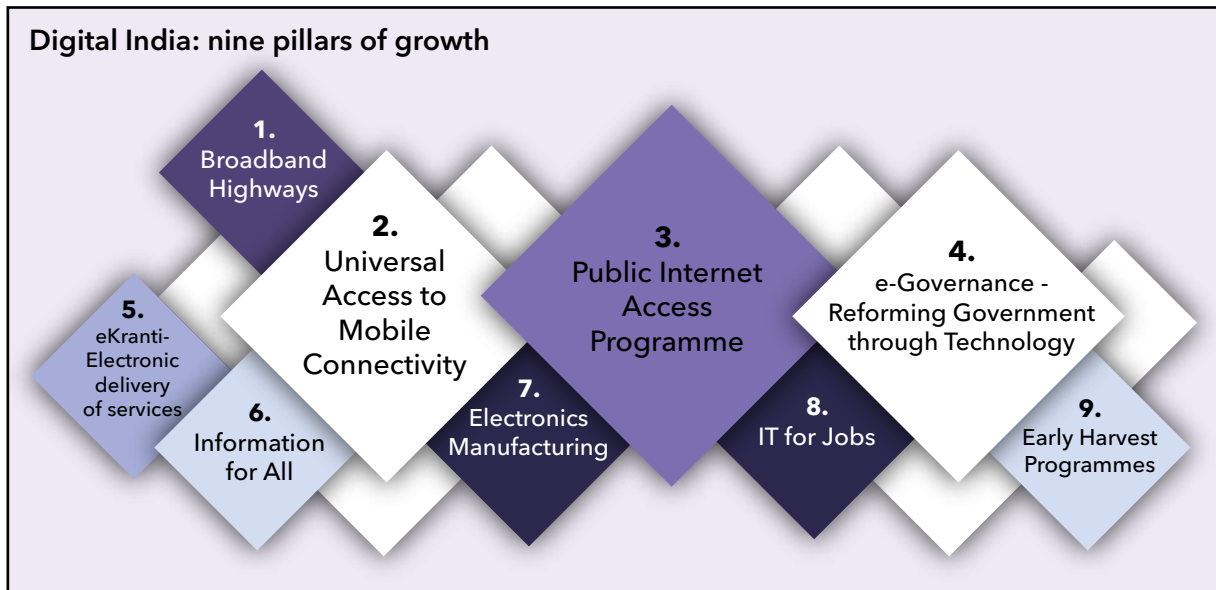 Digital India: nine pillars of growth
1.
Broadband
Highways
2.
Universal
Access to
Mobile
Connectivity
3.
Public Internet
Access
Programme
4.
e-Governance -
Reforming Government
through Technology
5.
eKranti-
Electronic
delivery
of services
6.
Information
for All
7.
Electronics
Manufacturing
8.
IT for Jobs
9.
Early Harvest
Programmes